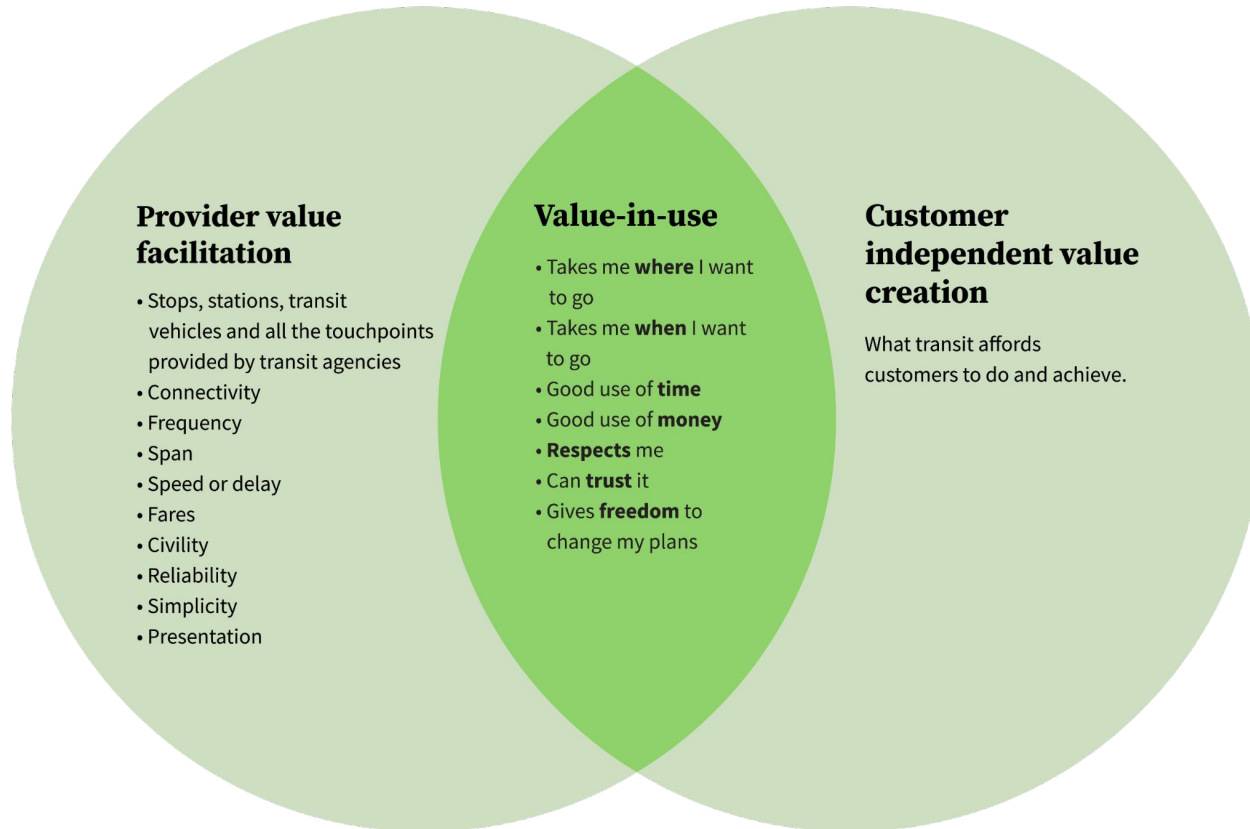 Provider value
facilitation
• Stops, stations, transit
vehicles and all the touchpoints
provided by transit agencies
• Connectivity
• Frequency
• Span
• Speed or delay
• Fares
• Civility
• Reliability
• Simplicity
• Presentation
Value-in-use
• Takes me where I want
to go
• Takes me when I want
to go
• Good use of time
• Good use of money
• Respects me
• Can trust it
• Gives freedom to
change my plans
Customer
independent value
creation
What transit affords
customers to do and achieve.